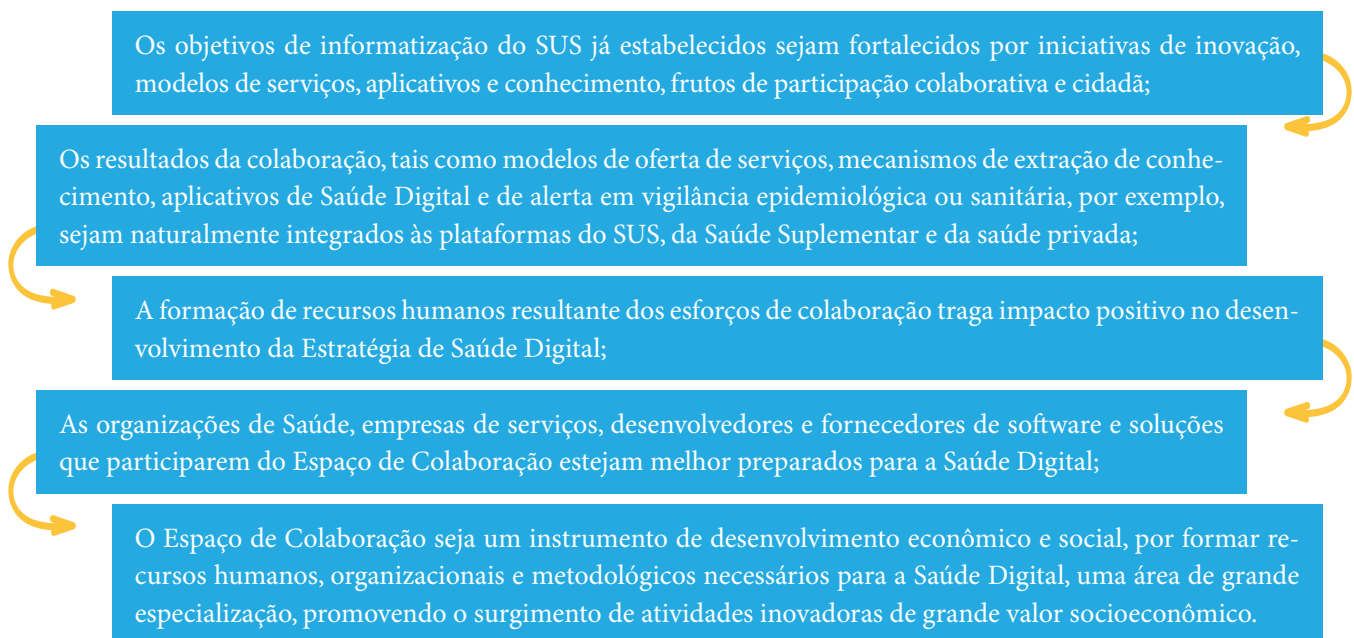 Os objetivos de informatização do SUS já estabelecidos sejam fortalecidos por iniciativas de inovação,
modelos de serviços, aplicativos e conhecimento, frutos de participação colaborativa e cidadã;
Os resultados da colaboração, tais como modelos de oferta de serviços, mecanismos de extração de conhe-
cimento, aplicativos de Saúde Digital e de alerta em vigilância epidemiológica ou sanitária, por exemplo,
sejam naturalmente integrados às plataformas do SUS, da Saúde Suplementar e da saúde privada;
A formação de recursos humanos resultante dos esforços de colaboração traga impacto positivo no desen-
volvimento da Estratégia de Saúde Digital;
As organizações de Saúde, empresas de serviços, desenvolvedores e fornecedores de software e soluções
que participarem do Espaço de Colaboração estejam melhor preparados para a Saúde Digital;
O Espaço de Colaboração seja um instrumento de desenvolvimento econômico e social, por formar re-
cursos humanos, organizacionais e metodológicos necessários para a Saúde Digital, uma área de grande
especialização, promovendo o surgimento de atividades inovadoras de grande valor socioeconômico.